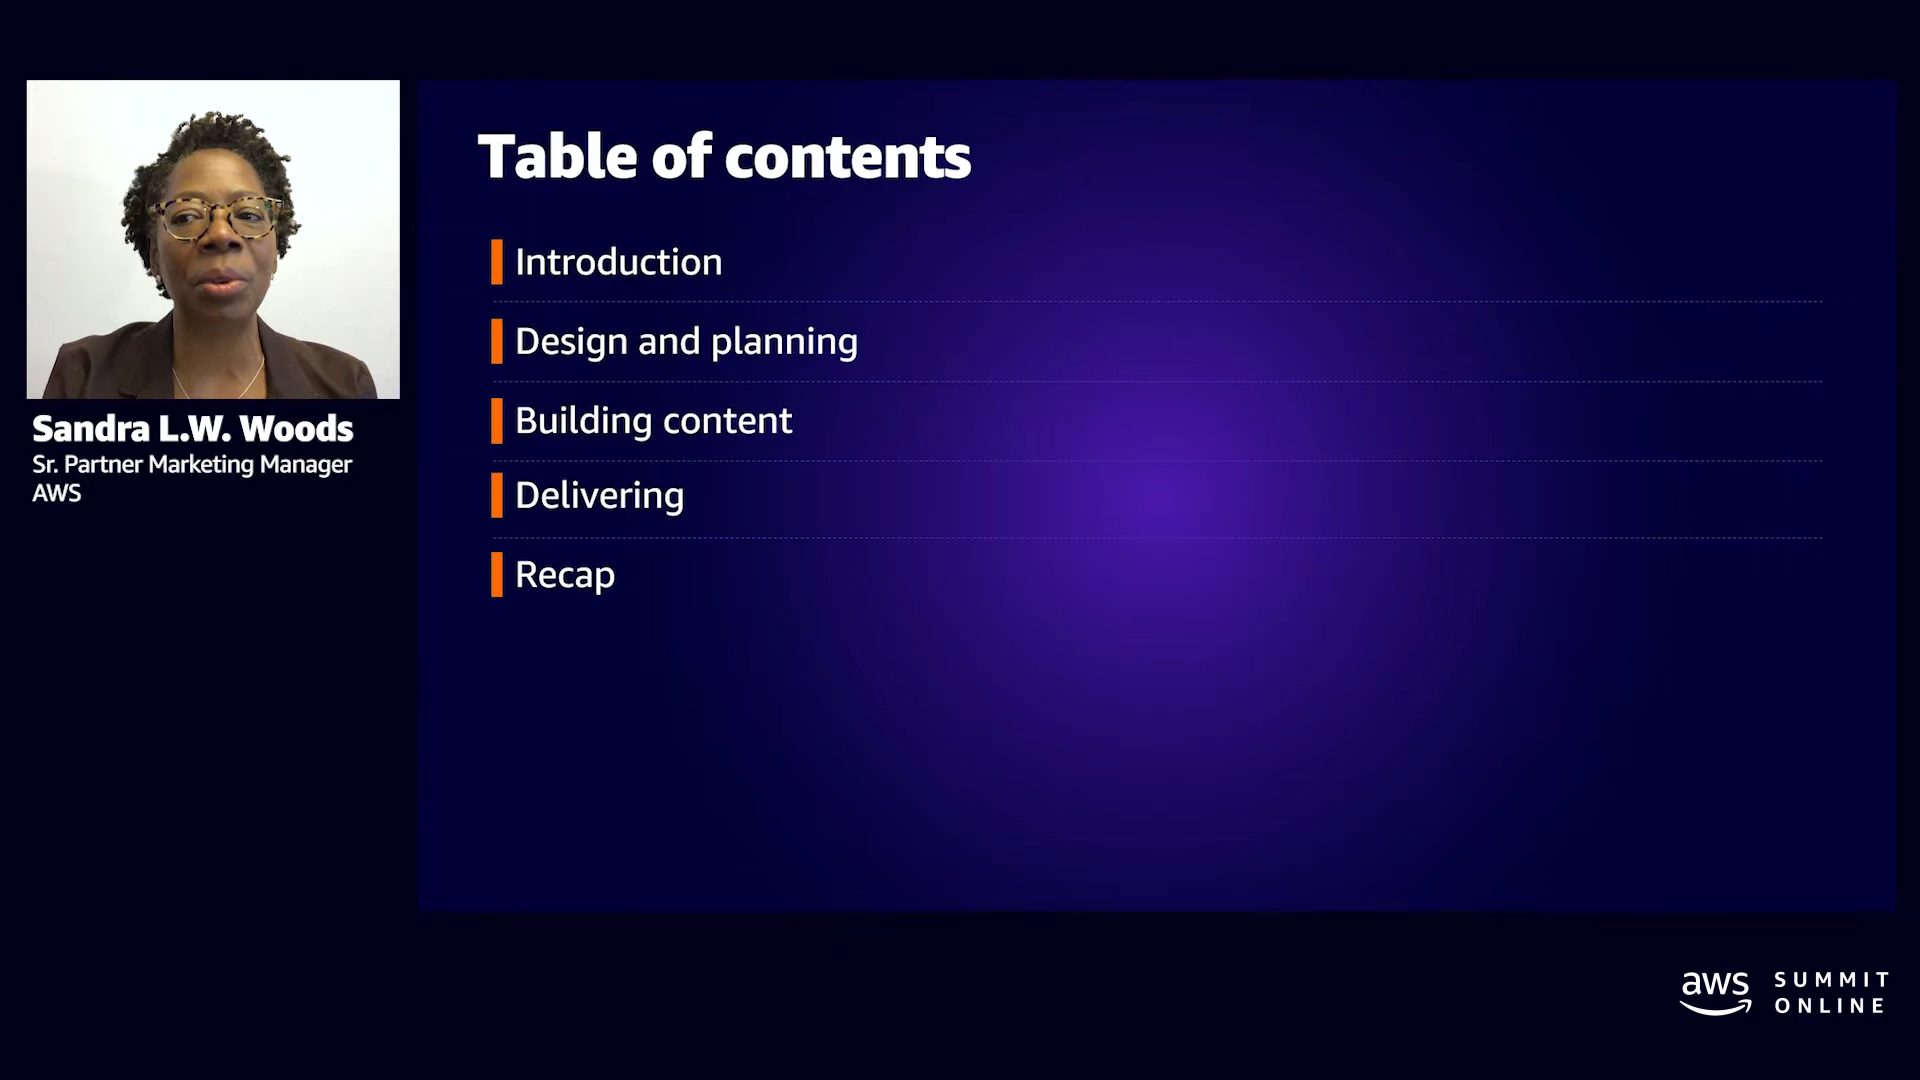 Table of contents
Introduction
Design and planning
Building content
Delivering
Recap
Sandra L.W. Woods
Sr. Partner Marketing Manager
AWS
aws SUMMIT
ONLINE